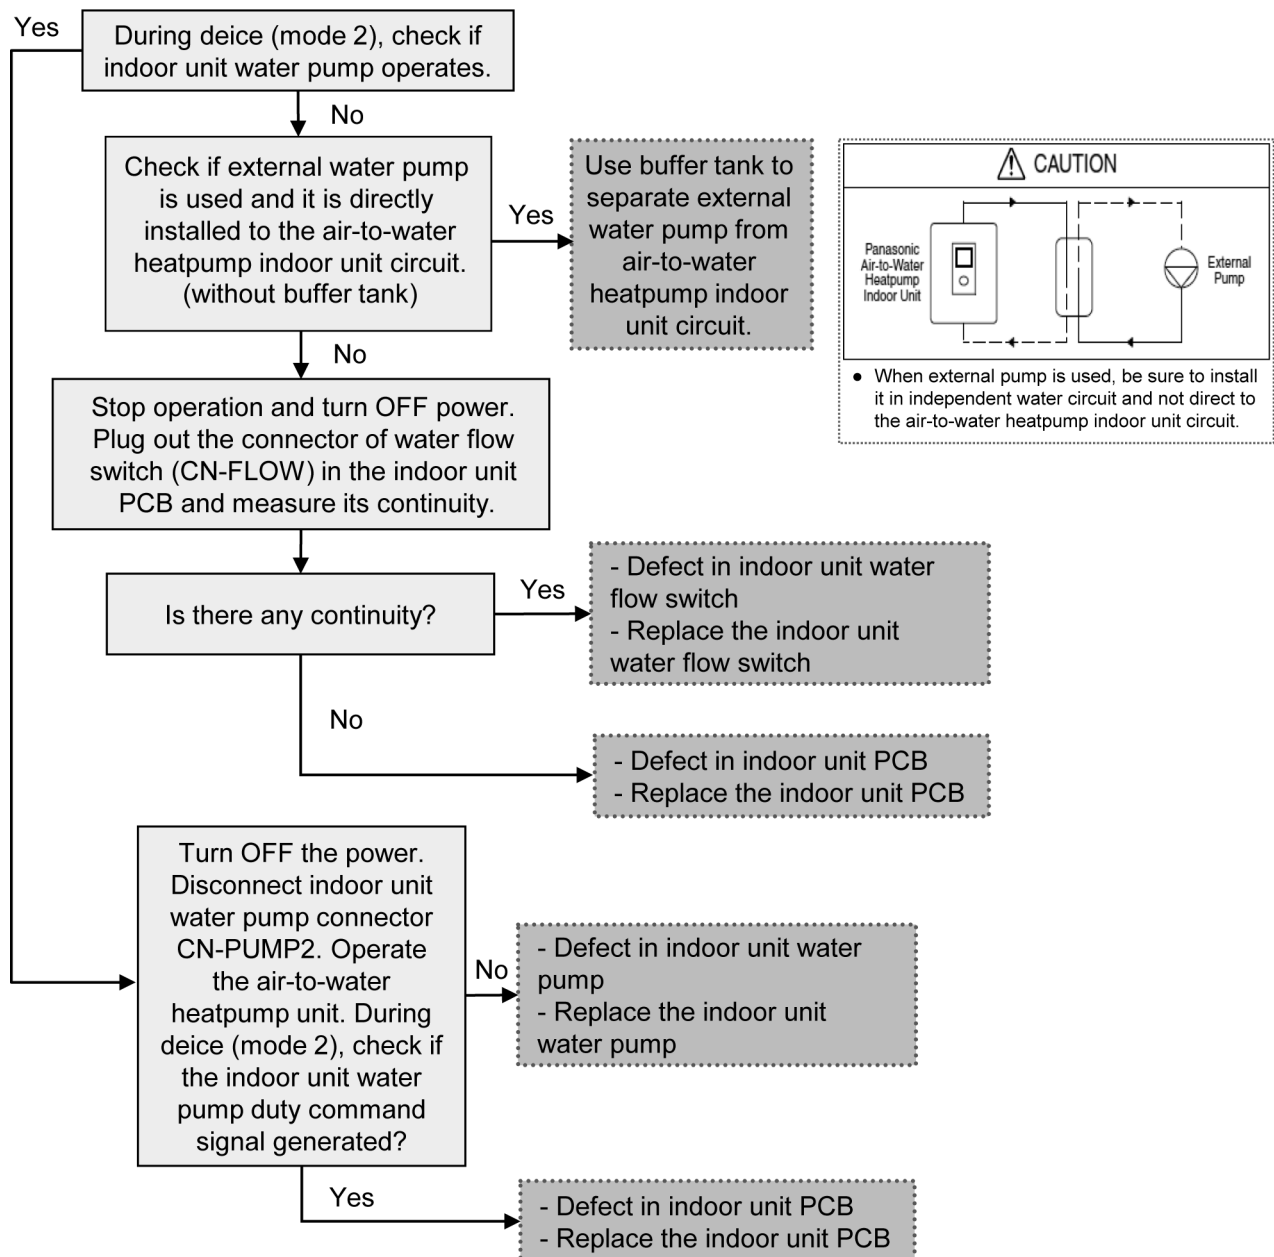 Yes
During deice (mode 2), check if
indoor unit water pump operates.
No
Check if external water pump
is used and it is directly
installed to the air-to-water
heatpump indoor unit circuit.
(without buffer tank)
Yes
Use buffer tank to
separate external
water pump from
air-to-water
heatpump indoor
unit circuit.
CAUTION
Panasonic
Air-to-Water
Heatpump
Indoor Unit
External
Pump
● When external pump is used, be sure to install
it in independent water circuit and not direct to
the air-to-water heatpump indoor unit circuit.
No
Stop operation and turn OFF power.
Plug out the connector of water flow
switch (CN-FLOW) in the indoor unit
PCB and measure its continuity.
Is there any continuity?
Yes
- Defect in indoor unit water
flow switch
- Replace the indoor unit
water flow switch
No
- Defect in indoor unit PCB
- Replace the indoor unit PCB
Turn OFF the power.
Disconnect indoor unit
water pump connector
CN-PUMP2. Operate
the air-to-water
heatpump unit. During
deice (mode 2), check if
the indoor unit water
pump duty command
signal generated?
No
- Defect in indoor unit water
pump
- Replace the indoor unit
water pump
Yes
- Defect in indoor unit PCB
- Replace the indoor unit PCB